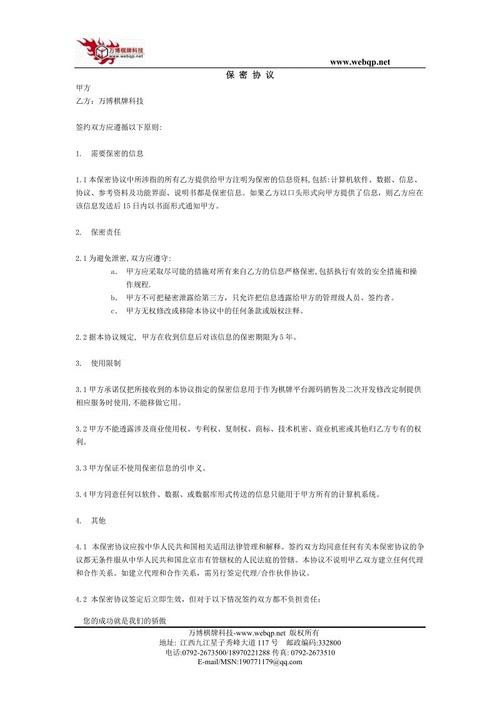 万博棋牌科技
www.webqp.net
www.webqp.net
保 密 协 议
甲方
乙方：万博棋牌科技
签约双方应遵循以下原则：
1. 需要保密的信息
1.1 本保密协议中所涉指的所有乙方提供给甲方注明为保密的信息资料,包括:计算机软件、数据、信息、
协议、参考资料及功能界面、说明书都是保密信息。如果乙方以口头形式向甲方提供了信息，则乙方应在
该信息发送后 15 日内以书面形式通知甲方。
2. 保密责任
2.1 为避免泄密,双方应遵守:
a. 甲方应采取尽可能的措施对所有来自乙方的信息严格保密,包括执行有效的安全措施和操
作规程.
b. 甲方不可把秘密泄露给第三方，只允许把信息透露给甲方的管理级人员、签约者。
c. 甲方无权修改或移除本协议中的任何条款或版权注释。
2.2 据本协议规定, 甲方在收到信息后对该信息的保密期限为 5 年。
3. 使用限制
3.1 甲方承诺仅把所接收到的本协议指定的保密信息用于作为棋牌平台源码销售及二次开发修改定制提供
相应服务时使用,不能移做它用。
3.2 甲方不能透露涉及商业使用权、专利权、复制权、商标、技术机密、商业机密或其他归乙方专有的权
利。
3.3 甲方保证不使用保密信息的引申义。
3.4 甲方同意任何以软件、数据、或数据库形式传送的信息只能用于甲方所有的计算机系统。
4. 其他
4.1 本保密协议应按中华人民共和国相关适用法律管理和解释。签约双方均同意任何有关本保密协议的争
议都无条件服从中华人民共和国北京市有管辖权的人民法庭的管辖。本协议不说明甲乙双方建立任何代理
和合作关系。如建立代理和合作关系，需另行签定代理/合作伙伴协议。
4.2 本保密协议签定后立即生效，但对于以下情况签约双方都不负担责任：
您的成功就是我们的骄傲
万博棋牌科技-www.webqp.net 版权所有
地址: 江西九江星子秀峰大道 117 号 邮政编码:332800
电话:0792-2673500/18970221288 传真: 0792-2673510
E-mail/MSN:190771179@qq.com